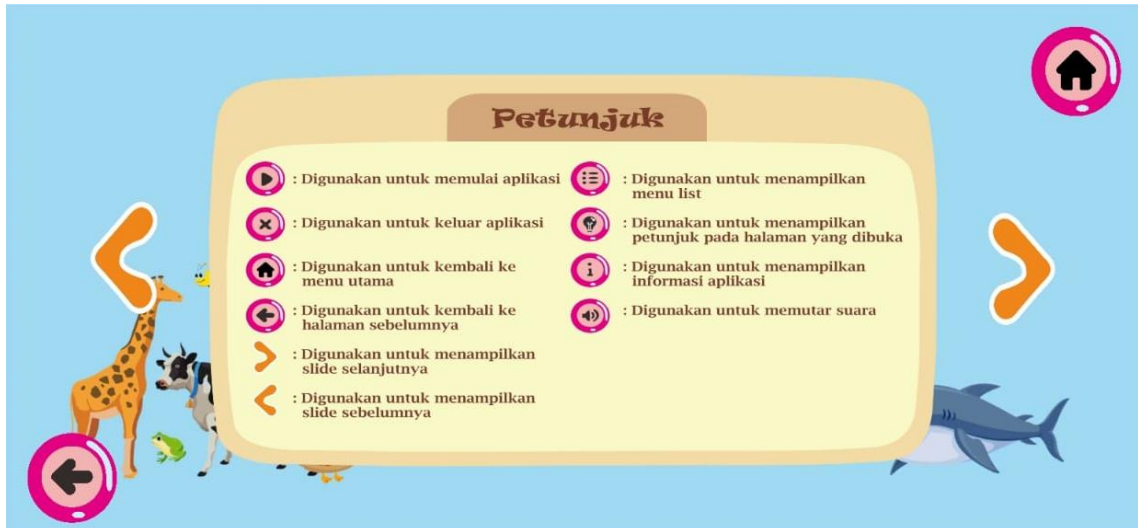 Petunjuk
: Digunakan untuk memulai aplikasi
: Digunakan untuk keluar aplikasi
: Digunakan untuk kembali ke
menu utama
: Digunakan untuk kembali ke
halaman sebelumnya
: Digunakan untuk menampilkan
slide selanjutnya
: Digunakan untuk menampilkan
slide sebelumnya
: Digunakan untuk menampilkan
menu list
: Digunakan untuk menampilkan
petunjuk pada halaman yang dibuka
: Digunakan untuk menampilkan
informasi aplikasi
: Digunakan untuk memutar suara